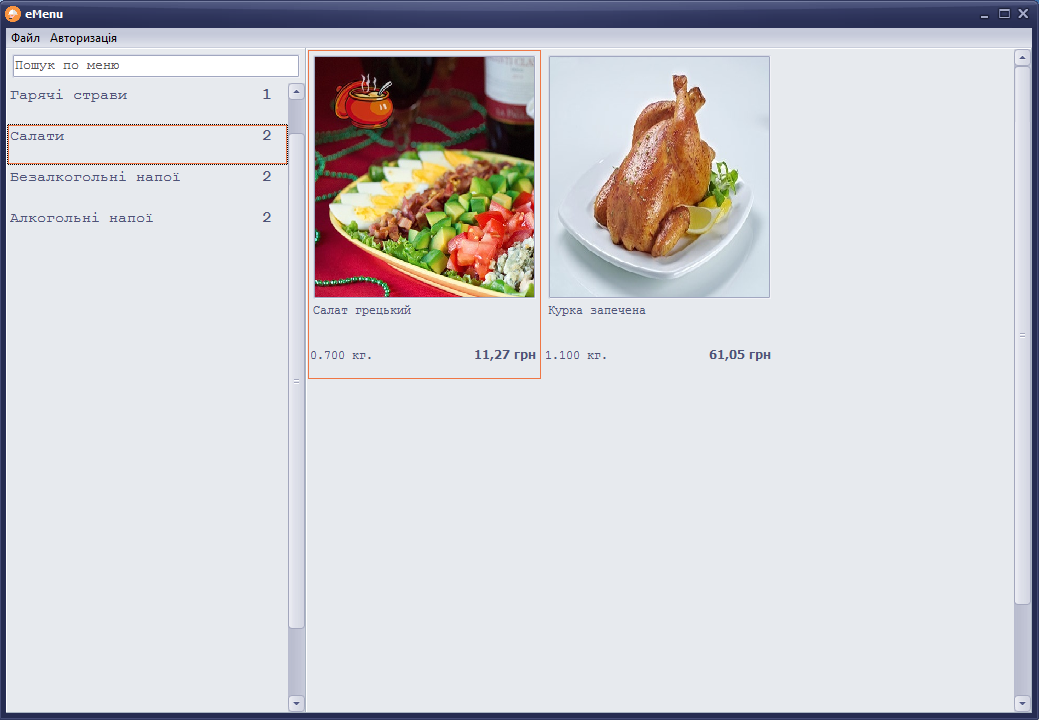 eMenu
Файл Авторизація
Пошук по меню
Гарячі страви 1
Салати 2
Безалкогольні напої 2
Алкогольні напої 2
Салат грецький
0.700 кг. 11,27 грн
Курка запечена
1.100 кг. 61,05 грн